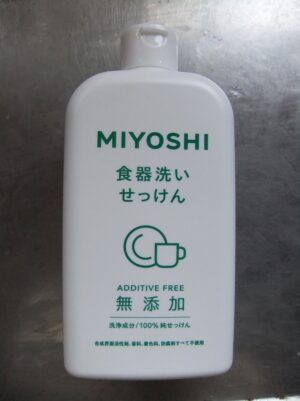 MIYOSHI
食器洗い
せっけん
ADDITIVE FREE
無添加
洗浄成分/100%純せっけん
合成界面活性剤、香料、着色料、防腐剤すべて不使用